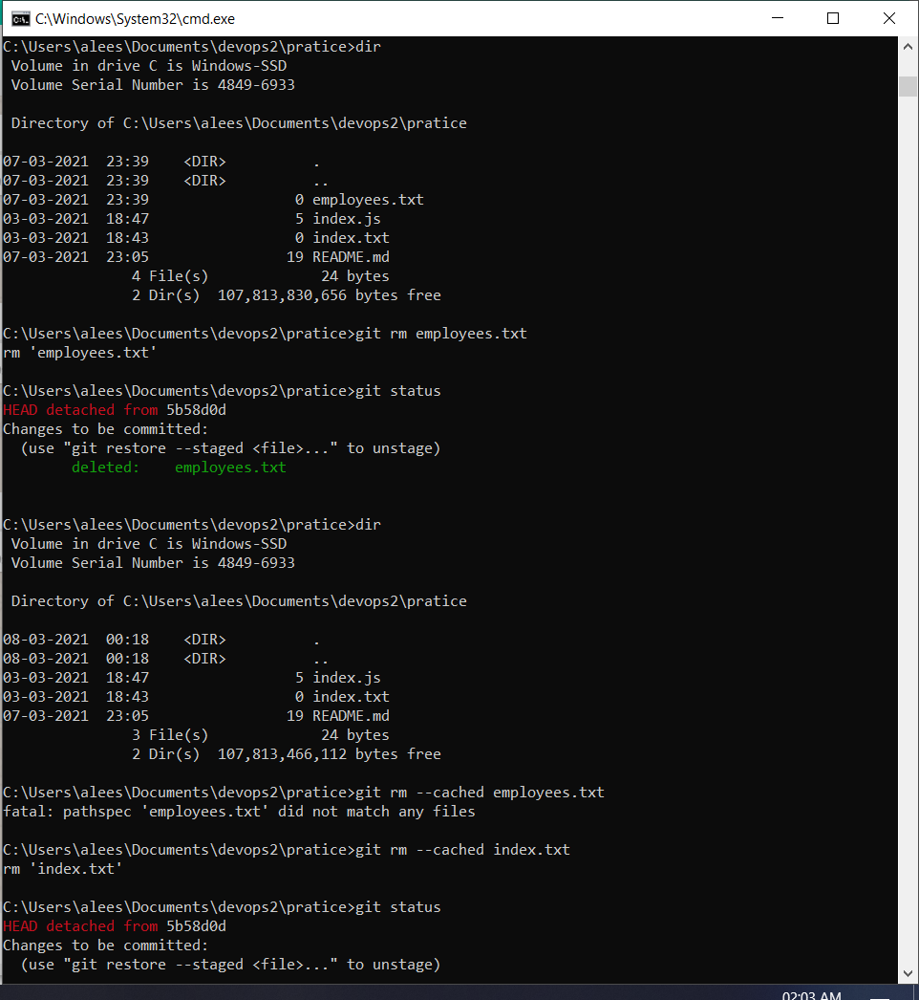 C:\Windows\System32\cmd.exe
C:\Users\alees\Documents\devops2\pratice>dir
 Volume in drive C is Windows-SSD
 Volume Serial Number is 4849-6933

 Directory of C:\Users\alees\Documents\devops2\pratice

07-03-2021  23:39    <DIR>          .
07-03-2021  23:39    <DIR>          ..
07-03-2021  23:39                 0 employees.txt
03-03-2021  18:47                 5 index.js
03-03-2021  18:43                 0 index.txt
07-03-2021  23:05                19 README.md
               4 File(s)             24 bytes
               2 Dir(s)  107,813,830,656 bytes free

C:\Users\alees\Documents\devops2\pratice>git rm employees.txt
rm 'employees.txt'

C:\Users\alees\Documents\devops2\pratice>git status
HEAD detached from 5b58d0d
Changes to be committed:
  (use "git restore --staged <file>..." to unstage)
        deleted:    employees.txt


C:\Users\alees\Documents\devops2\pratice>dir
 Volume in drive C is Windows-SSD
 Volume Serial Number is 4849-6933

 Directory of C:\Users\alees\Documents\devops2\pratice

08-03-2021  00:18    <DIR>          .
08-03-2021  00:18    <DIR>          ..
03-03-2021  18:47                 5 index.js
03-03-2021  18:43                 0 index.txt
07-03-2021  23:05                19 README.md
               3 File(s)             24 bytes
               2 Dir(s)  107,813,466,112 bytes free

C:\Users\alees\Documents\devops2\pratice>git rm --cached employees.txt
fatal: pathspec 'employees.txt' did not match any files

C:\Users\alees\Documents\devops2\pratice>git rm --cached index.txt
rm 'index.txt'

C:\Users\alees\Documents\devops2\pratice>git status
HEAD detached from 5b58d0d
Changes to be committed:
  (use "git restore --staged <file>..." to unstage)
02:03 AM